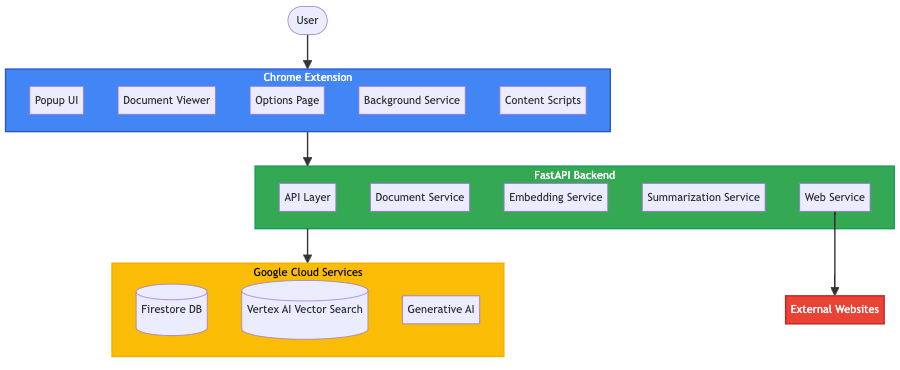 User
Chrome Extension
Popup UI
Document Viewer
Options Page
Background Service
Content Scripts
FastAPI Backend
API Layer
Document Service
Embedding Service
Summarization Service
Web Service
Google Cloud Services
Firestore DB
Vertex AI Vector Search
Generative AI
External Websites